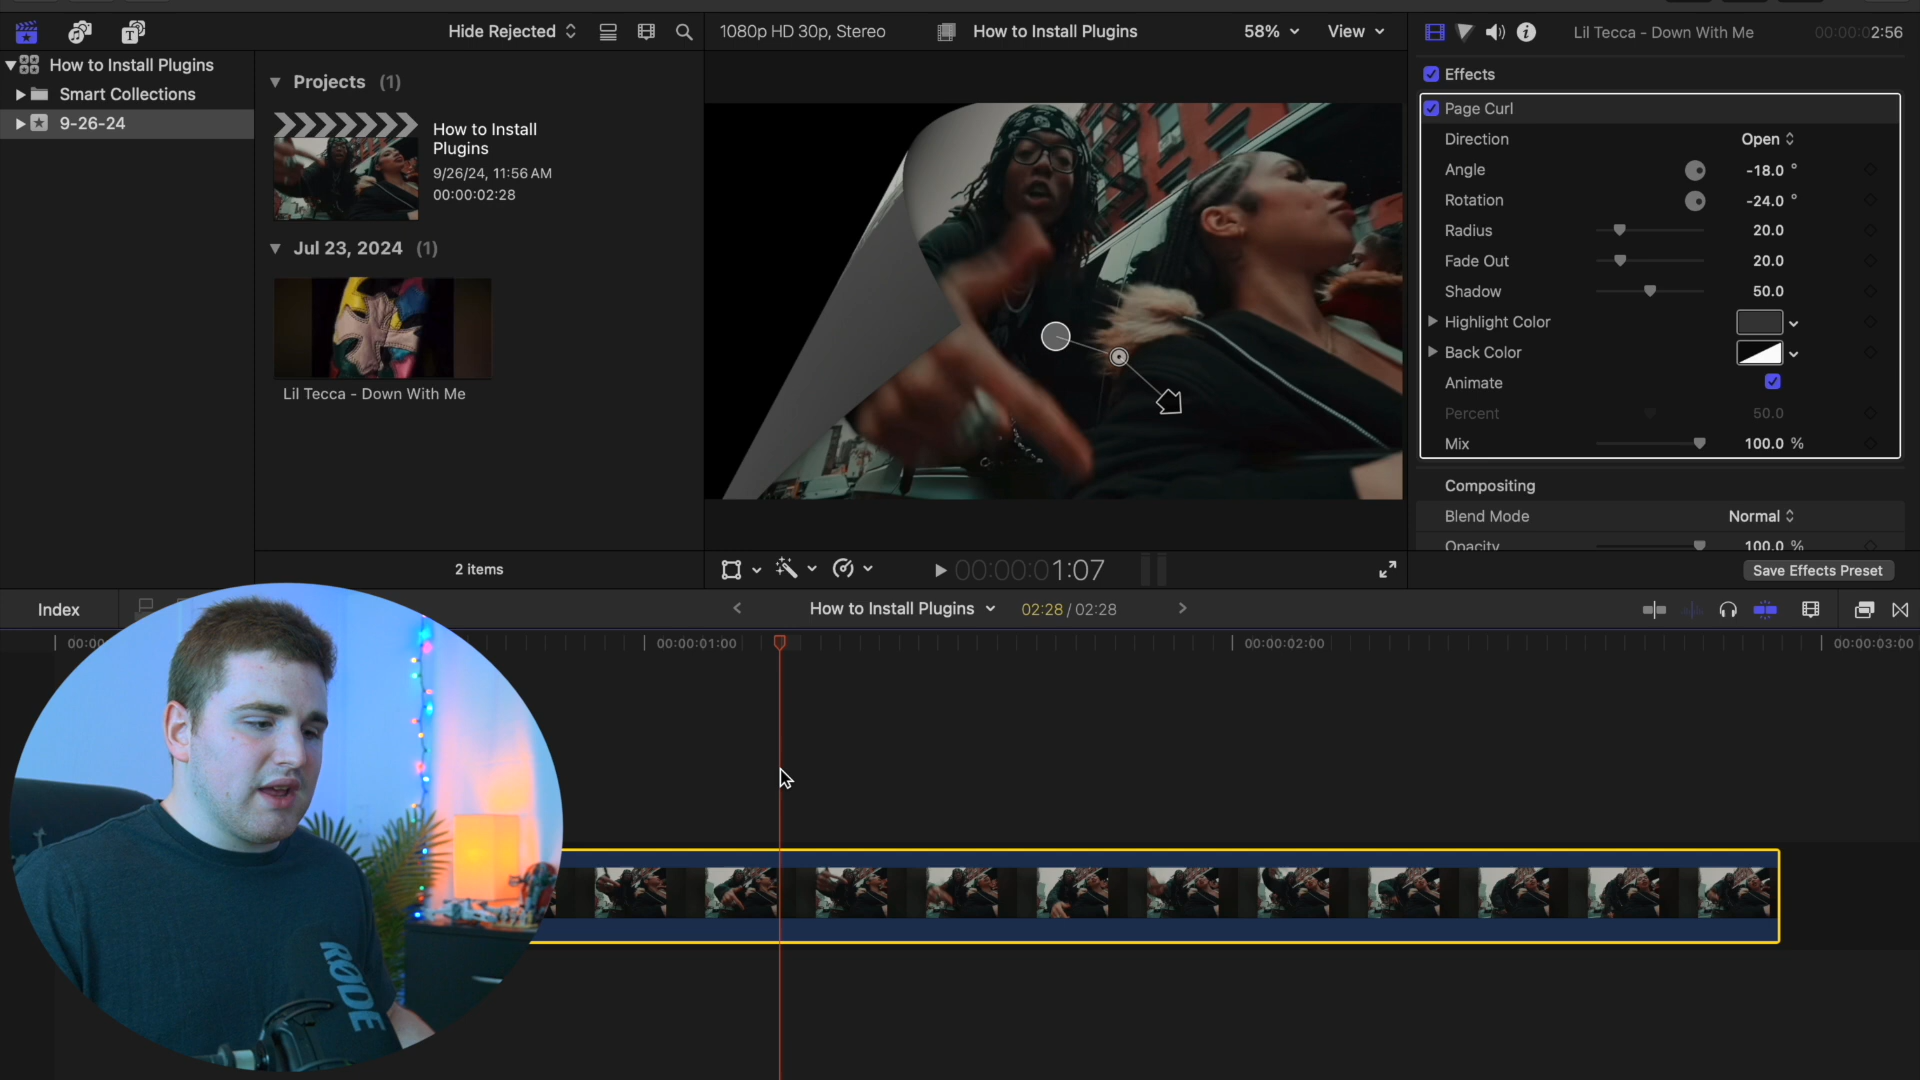 Hide Rejected
1080p HD 30p, Stereo
How to Install Plugins
58%
View
Lil Tecca - Down With Me
00:00:02:56
How to Install Plugins
Smart Collections
9-26-24
Projects (1)
How to Install
Plugins
9/26/24, 11:56 AM
00:00:02:28
Jul 23, 2024 (1)
Lil Tecca - Down With Me
2 items
Effects
Page Curl
Direction Open
Angle -18.0 °
Rotation -24.0 °
Radius 20.0
Fade Out 20.0
Shadow 50.0
Highlight Color
Back Color
Animate
Percent 50.0
Mix 100.0 %
Compositing
Blend Mode Normal
Opacity 100.0 %
Save Effects Preset
00:00:01:07
Index
How to Install Plugins
02:28 / 02:28
00:00:01:00
00:00:02:00
00:00:03:00
RØDE